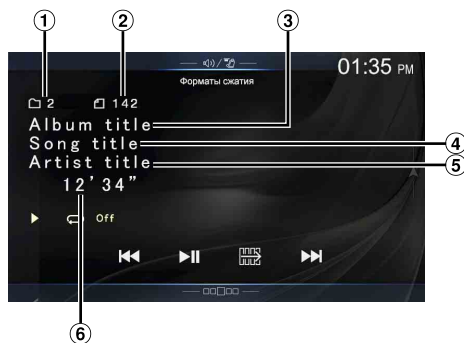 1 2 3
01:35 PM
Форматы сжатия
2 142
Album title
4
Song title
5
Artist title
12’34”
Off
6